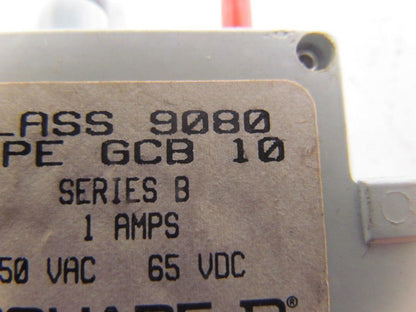 LASS 9080
PE GCB 10
SERIES B
1 AMPS
50 VAC 65 VDC
D®